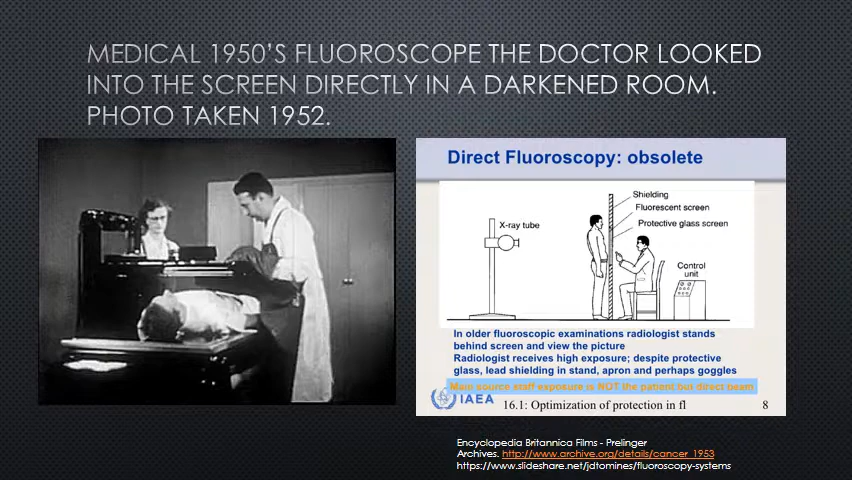 MEDICAL 1950'S FLUOROSCOPE THE DOCTOR LOOKED
INTO THE SCREEN DIRECTLY IN A DARKENED ROOM.
PHOTO TAKEN 1952.
Direct Fluoroscopy: obsolete
Shielding
Fluorescent screen
X-ray tube
Protective glass screen
Control
unit
In older fluoroscopic examinations radiologist stands
behind screen and view the picture
Radiologist receives high exposure; despite protective
glass, lead shielding in stand, apron and perhaps goggles
Main source staff exposure is NOT the patient but direct beam
IAEA
16.1: Optimization of protection in fl
8
Encyclopedia Britannica Films - Prelinger
Archives. http://www.archive.org/details/cancer_1953
https://www.slideshare.net/jdtomines/fluoroscopy-systems